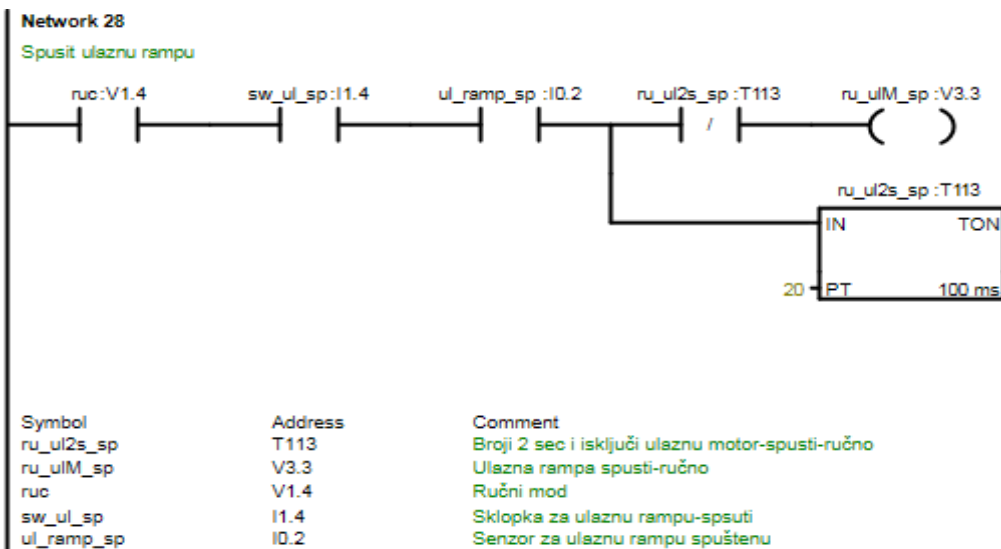 Network 28
Spusit ulaznu rampu
ruc:V1.4 sw_ul_sp:I1.4 ul_ramp_sp :I0.2 ru_ul2s_sp :T113 ru_ulM_sp :V3.3
/
ru_ul2s_sp :T113
IN TON
20 PT 100 ms
Symbol Address Comment
ru_ul2s_sp T113 Broji 2 sec i isključi ulaznu motor-spusti-ručno
ru_ulM_sp V3.3 Ulazna rampa spusti-ručno
ruc V1.4 Ručni mod
sw_ul_sp I1.4 Sklopka za ulaznu rampu-spsuti
ul_ramp_sp I0.2 Senzor za ulaznu rampu spuštenu